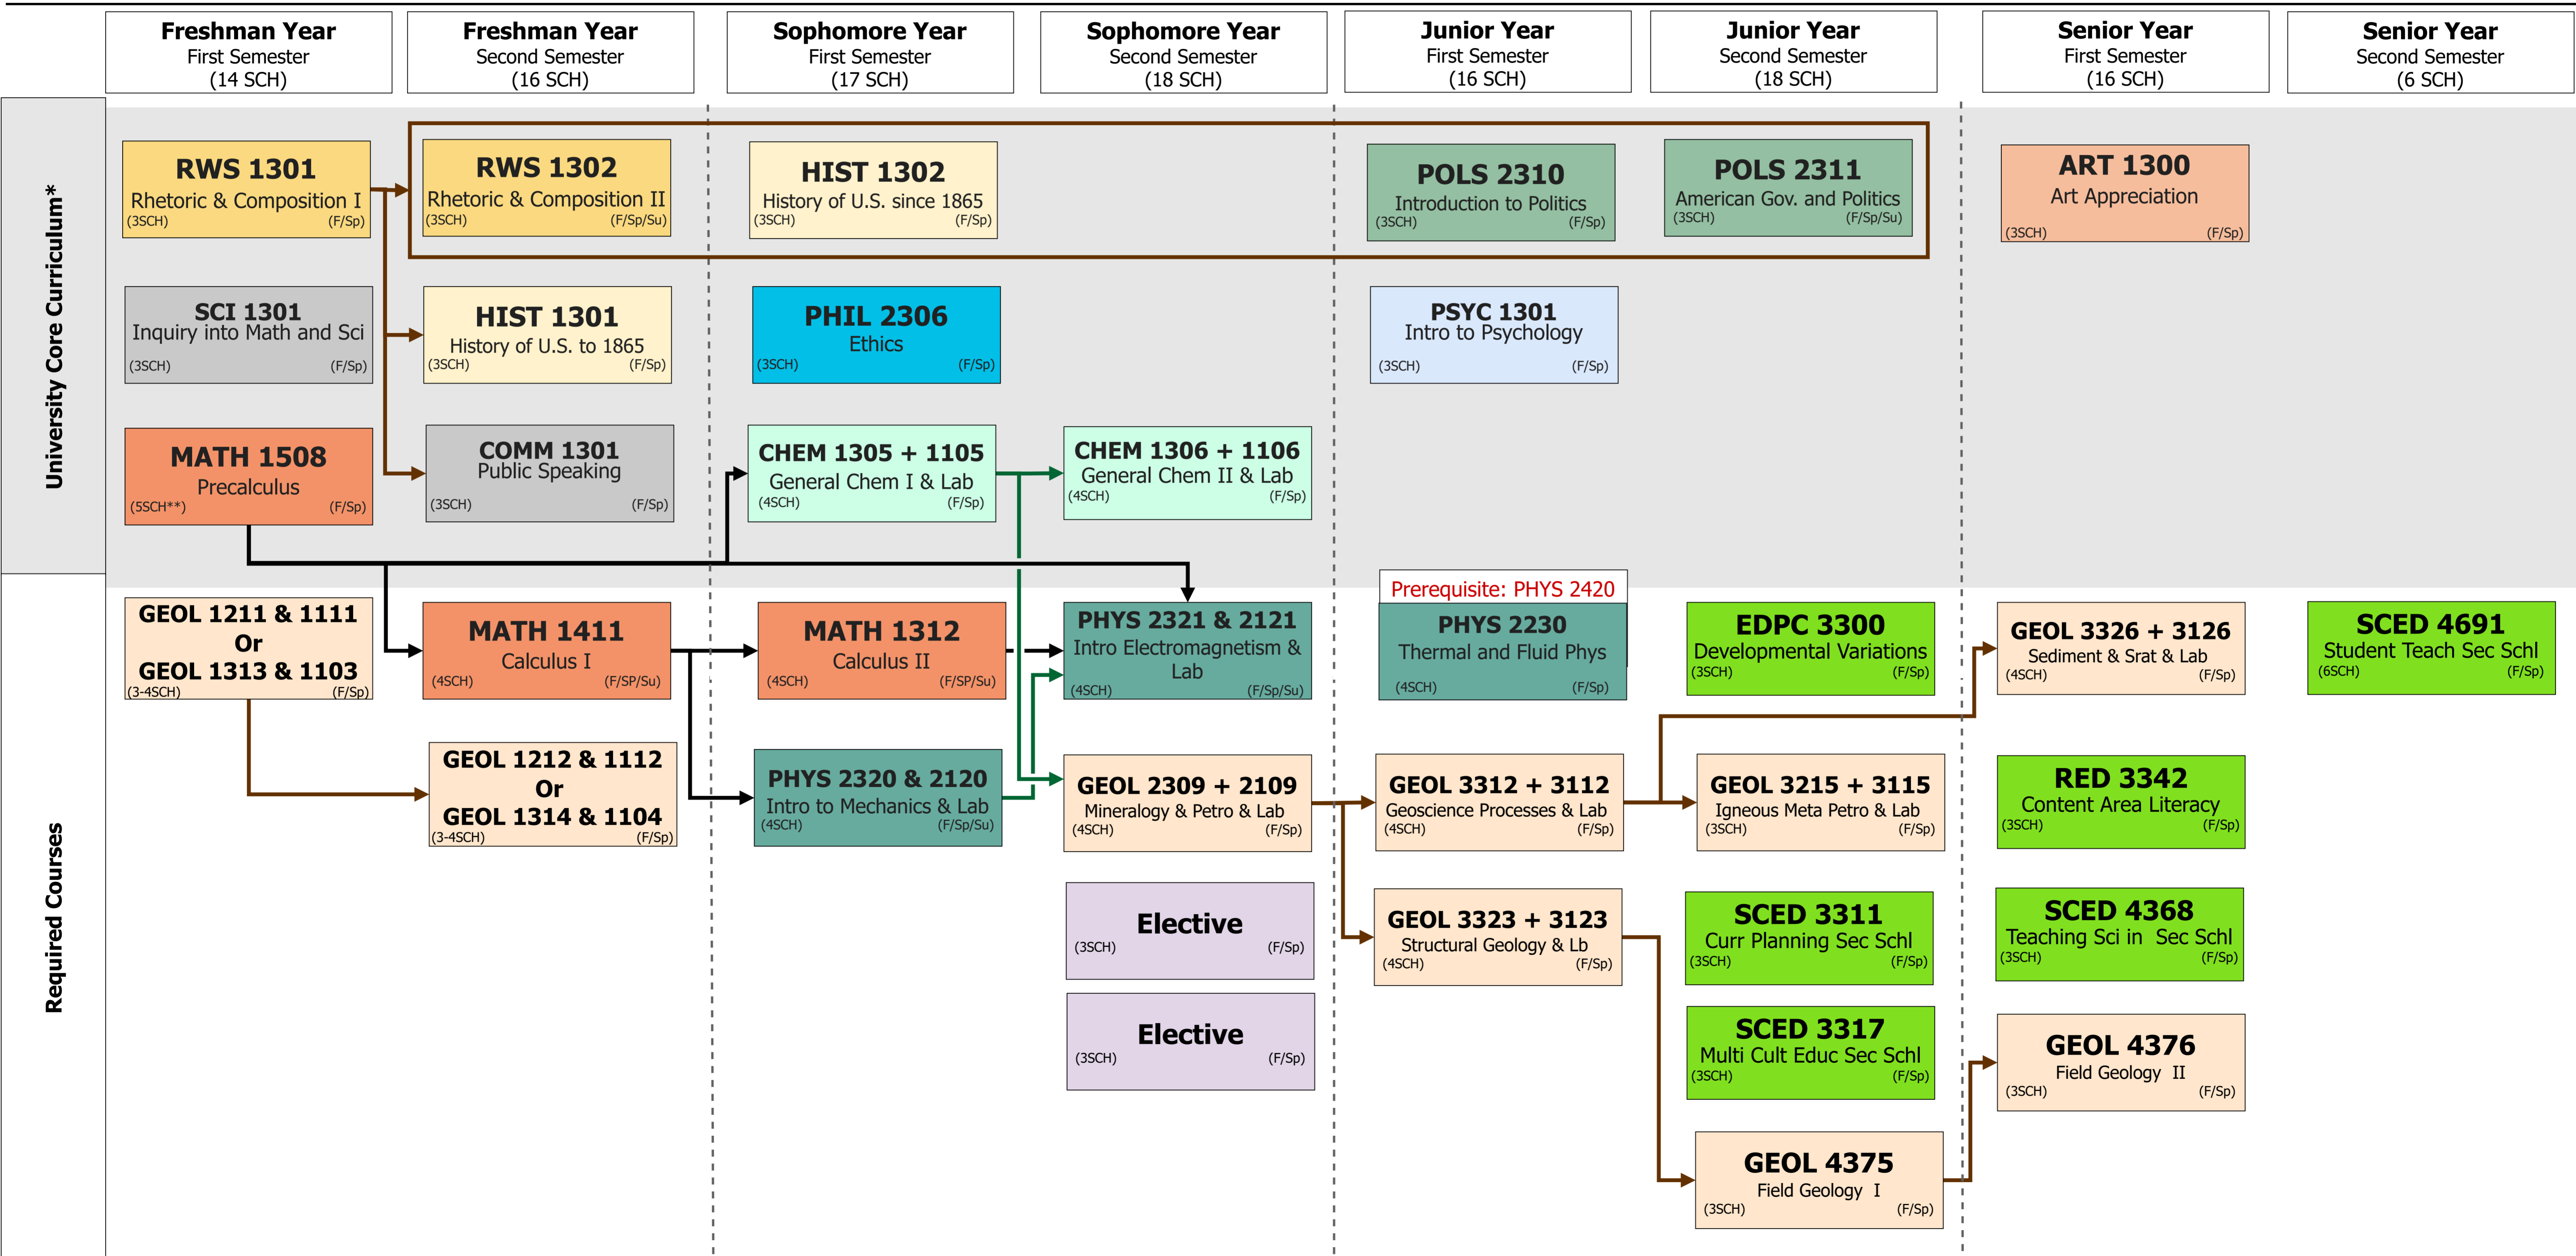 Freshman Year
First Semester
(14 SCH)
Freshman Year
Second Semester
(16 SCH)
Sophomore Year
First Semester
(17 SCH)
Sophomore Year
Second Semester
(18 SCH)
Junior Year
First Semester
(16 SCH)
Junior Year
Second Semester
(18 SCH)
Senior Year
First Semester
(16 SCH)
Senior Year
Second Semester
(6 SCH)
University Core Curriculum*
RWS 1301
Rhetoric & Composition I
(3SCH) (F/Sp)
RWS 1302
Rhetoric & Composition II
(3SCH) (F/Sp/Su)
HIST 1302
History of U.S. since 1865
(3SCH) (F/Sp)
POLS 2310
Introduction to Politics
(3SCH) (F/Sp)
POLS 2311
American Gov. and Politics
(3SCH) (F/Sp/Su)
ART 1300
Art Appreciation
(3SCH) (F/Sp)
SCI 1301
Inquiry into Math and Sci
(3SCH) (F/Sp)
HIST 1301
History of U.S. to 1865
(3SCH) (F/Sp)
PHIL 2306
Ethics
(3SCH) (F/Sp)
PSYC 1301
Intro to Psychology
(3SCH) (F/Sp)
MATH 1508
Precalculus
(5SCH**) (F/Sp)
COMM 1301
Public Speaking
(3SCH) (F/Sp)
CHEM 1305 + 1105
General Chem I & Lab
(4SCH) (F/Sp)
CHEM 1306 + 1106
General Chem II & Lab
(4SCH) (F/Sp)
Required Courses
GEOL 1211 & 1111
Or
GEOL 1313 & 1103
(3-4SCH) (F/Sp)
MATH 1411
Calculus I
(4SCH) (F/SP/Su)
MATH 1312
Calculus II
(4SCH) (F/SP/Su)
PHYS 2321 & 2121
Intro Electromagnetism &
Lab
(4SCH) (F/Sp/Su)
Prerequisite: PHYS 2420
PHYS 2230
Thermal and Fluid Phys
(4SCH) (F/Sp)
EDPC 3300
Developmental Variations
(3SCH) (F/Sp)
GEOL 3326 + 3126
Sediment & Srat & Lab
(4SCH) (F/Sp)
SCED 4691
Student Teach Sec Schl
(6SCH) (F/Sp)
GEOL 1212 & 1112
Or
GEOL 1314 & 1104
(3-4SCH) (F/Sp)
PHYS 2320 & 2120
Intro to Mechanics & Lab
(4SCH) (F/Sp/Su)
GEOL 2309 + 2109
Mineralogy & Petro & Lab
(4SCH) (F/Sp)
GEOL 3312 + 3112
Geoscience Processes & Lab
(4SCH) (F/Sp)
GEOL 3215 + 3115
Igneous Meta Petro & Lab
(3SCH) (F/Sp)
RED 3342
Content Area Literacy
(3SCH) (F/Sp)
Elective
(3SCH) (F/Sp)
GEOL 3323 + 3123
Structural Geology & Lb
(4SCH) (F/Sp)
SCED 3311
Curr Planning Sec Schl
(3SCH) (F/Sp)
SCED 4368
Teaching Sci in Sec Schl
(3SCH) (F/Sp)
Elective
(3SCH) (F/Sp)
SCED 3317
Multi Cult Educ Sec Schl
(3SCH) (F/Sp)
GEOL 4376
Field Geology II
(3SCH) (F/Sp)
GEOL 4375
Field Geology I
(3SCH) (F/Sp)